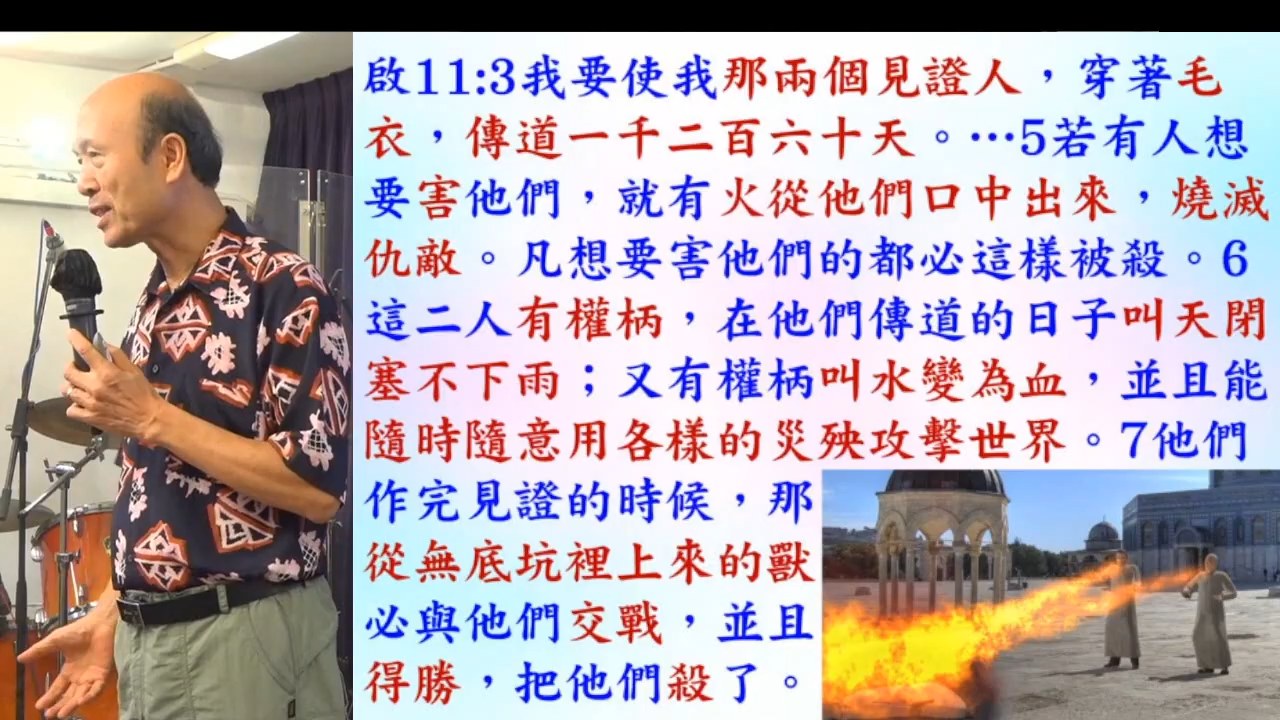 啟11:3我要使我那兩個見證人，穿著毛
衣，傳道一千二百六十天。…5若有人想
要害他們，就有火從他們口中出來，燒滅
仇敵。凡想要害他們的都必這樣被殺。6
這二人有權柄，在他們傳道的日子叫天閉
塞不下雨；又有權柄叫水變為血，並且能
隨時隨意用各樣的災殃攻擊世界。7他們
作完見證的時候，那
從無底坑裡上來的獸
必與他們交戰，並且
得勝，把他們殺了。